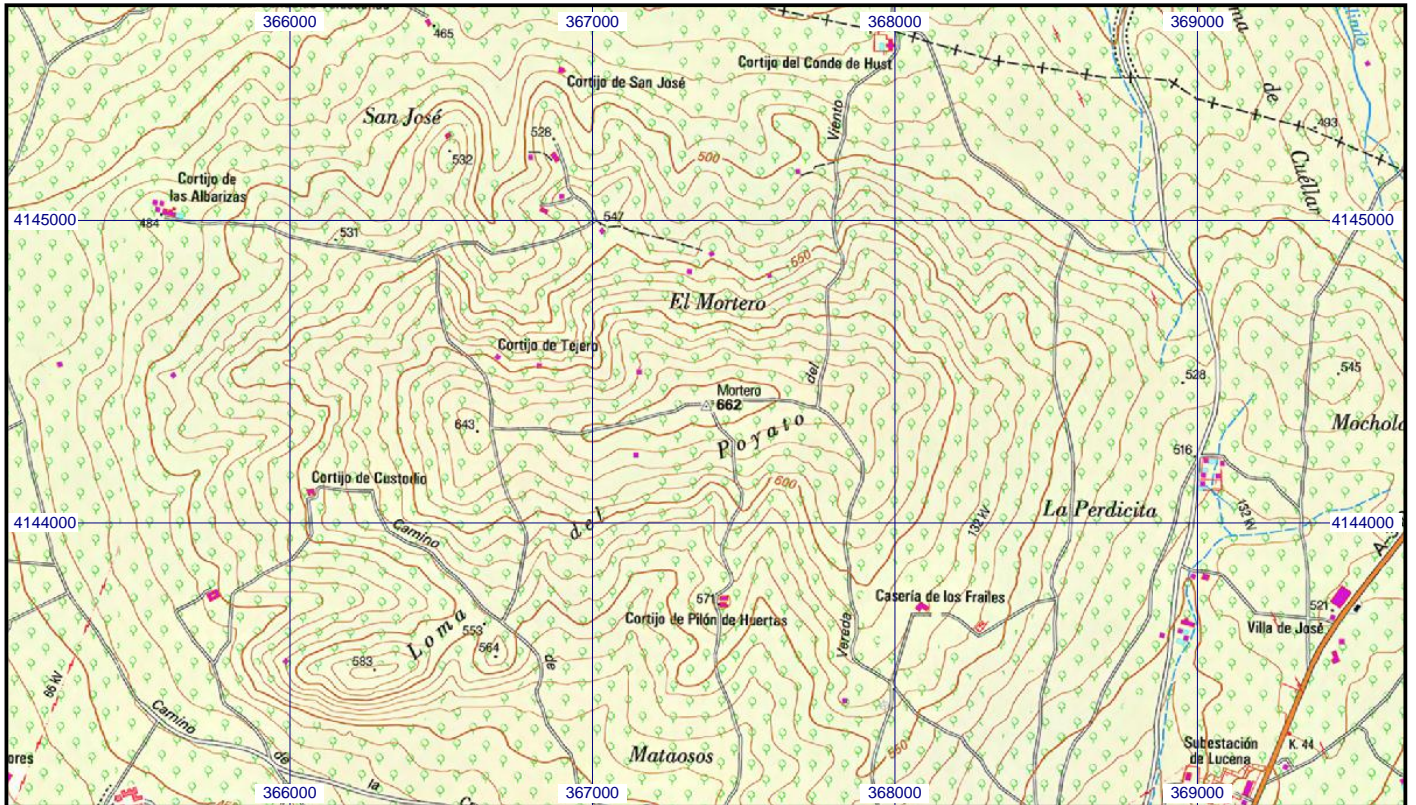 366000
367000
368000
369000
465
Cortijo de San José
Cortijo del Conde de Hust
San José
528
532
500
Viento
493
de
Cuéllar
Cortijo de
las Albarizas
484
531
547
4145000
4145000
550
El Mortero
Cortijo de Tejero
del
528
545
Mortero
662
Poyato
643
516
Cortijo de Custodio
600
Camino
del
132 kV
La Perdicita
132 kV
4144000
4144000
571
Cortijo de Pilón de Huertas
Casería de los Frailes
521
Villa de José
Loma
553
564
583
de
Vereda
66 kV
Camino
de
la
550
Mataosos
Subestación
de Lucena
K. 44
366000
367000
368000
369000